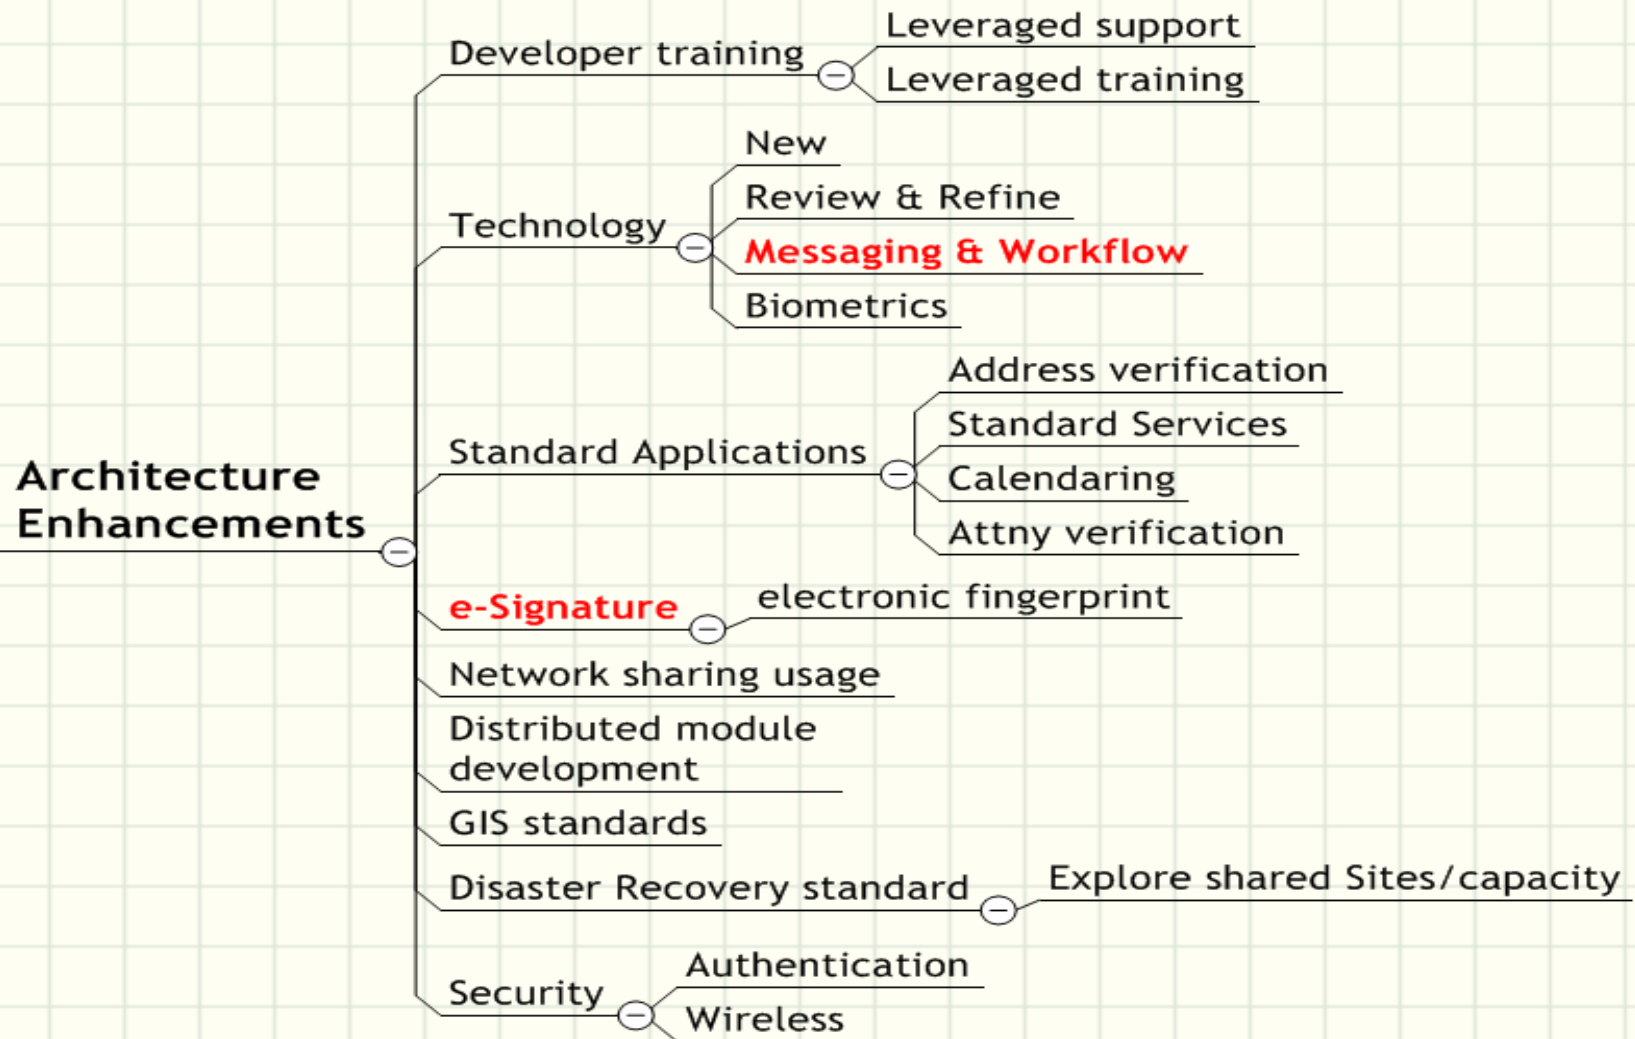 Architecture
Enhancements
Developer training
Leveraged support
Leveraged training
Technology
New
Review & Refine
Messaging & Workflow
Biometrics
Standard Applications
Address verification
Standard Services
Calendaring
Attny verification
e-Signature
electronic fingerprint
Network sharing usage
Distributed module
development
GIS standards
Disaster Recovery standard
Explore shared Sites/capacity
Security
Authentication
Wireless